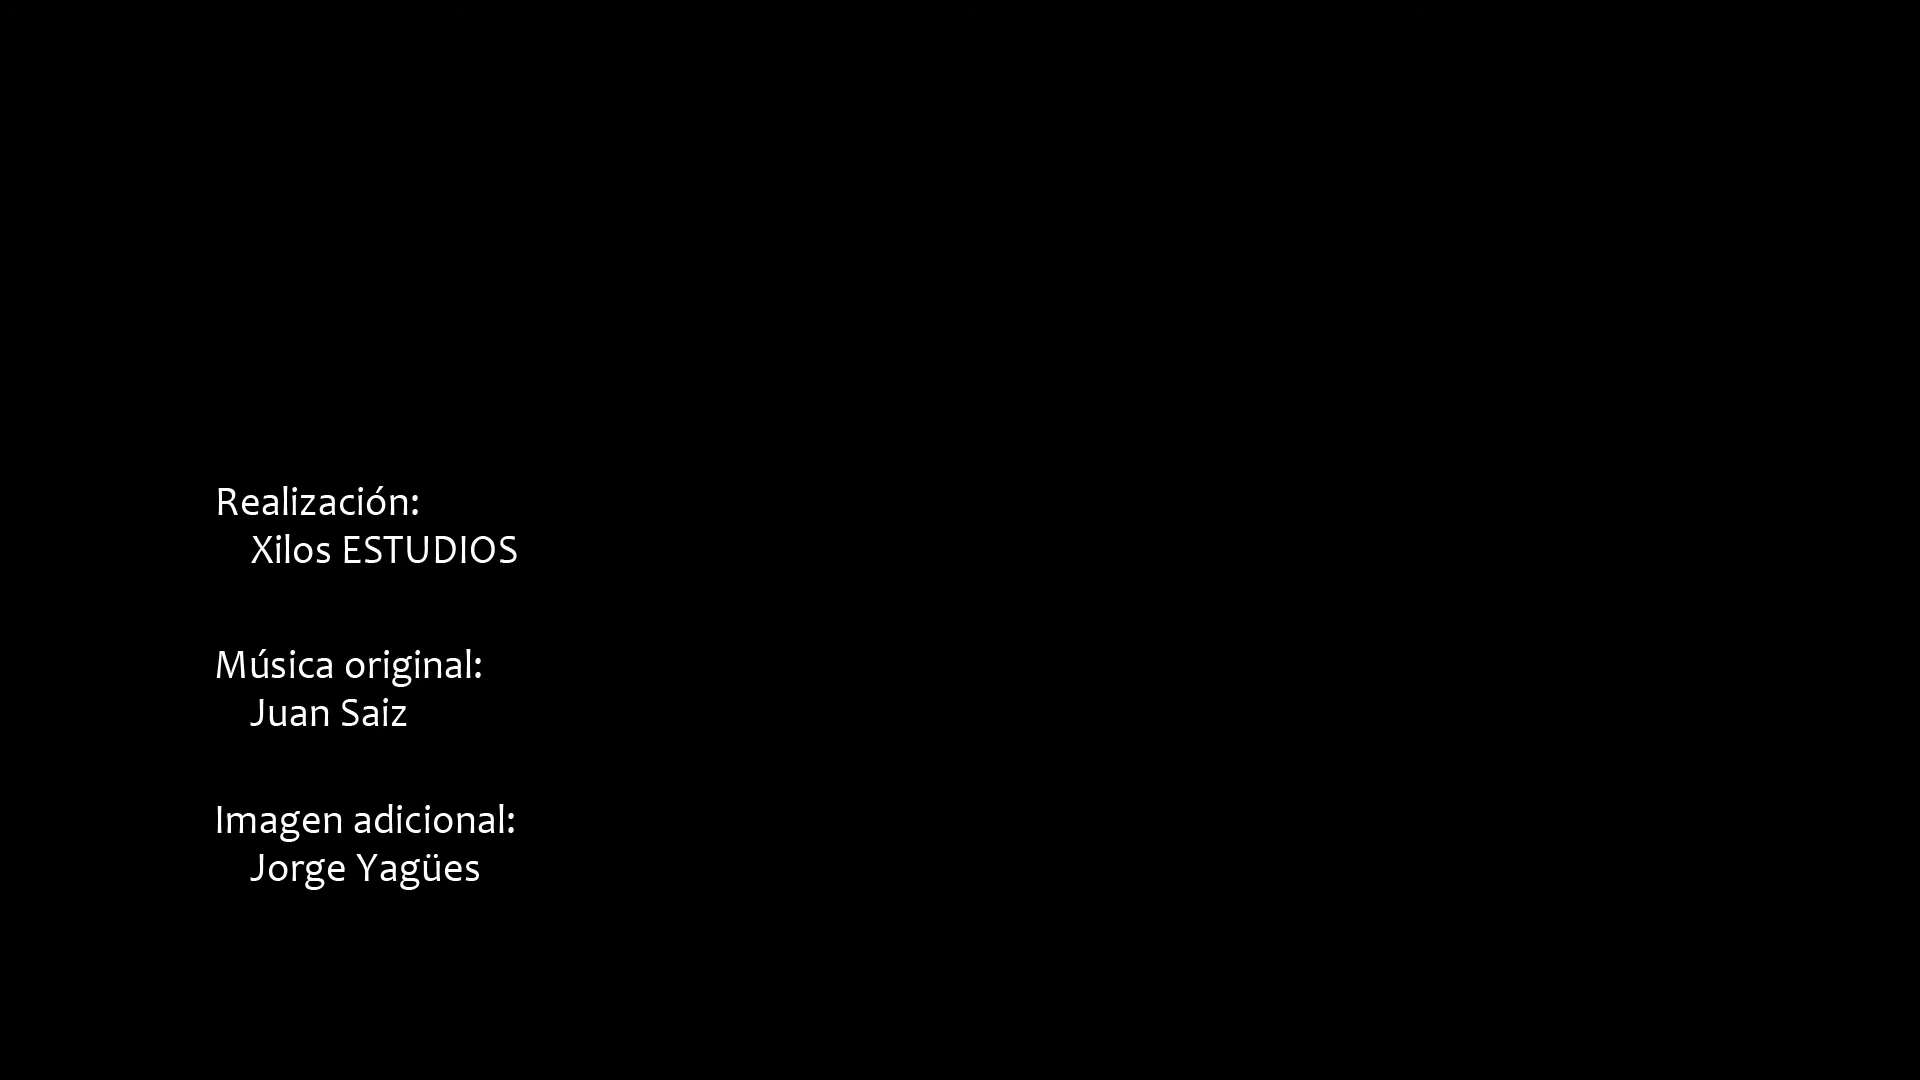 Realización:
Xilos ESTUDIOS
Música original:
Juan Saiz
Imagen adicional:
Jorge Yagües